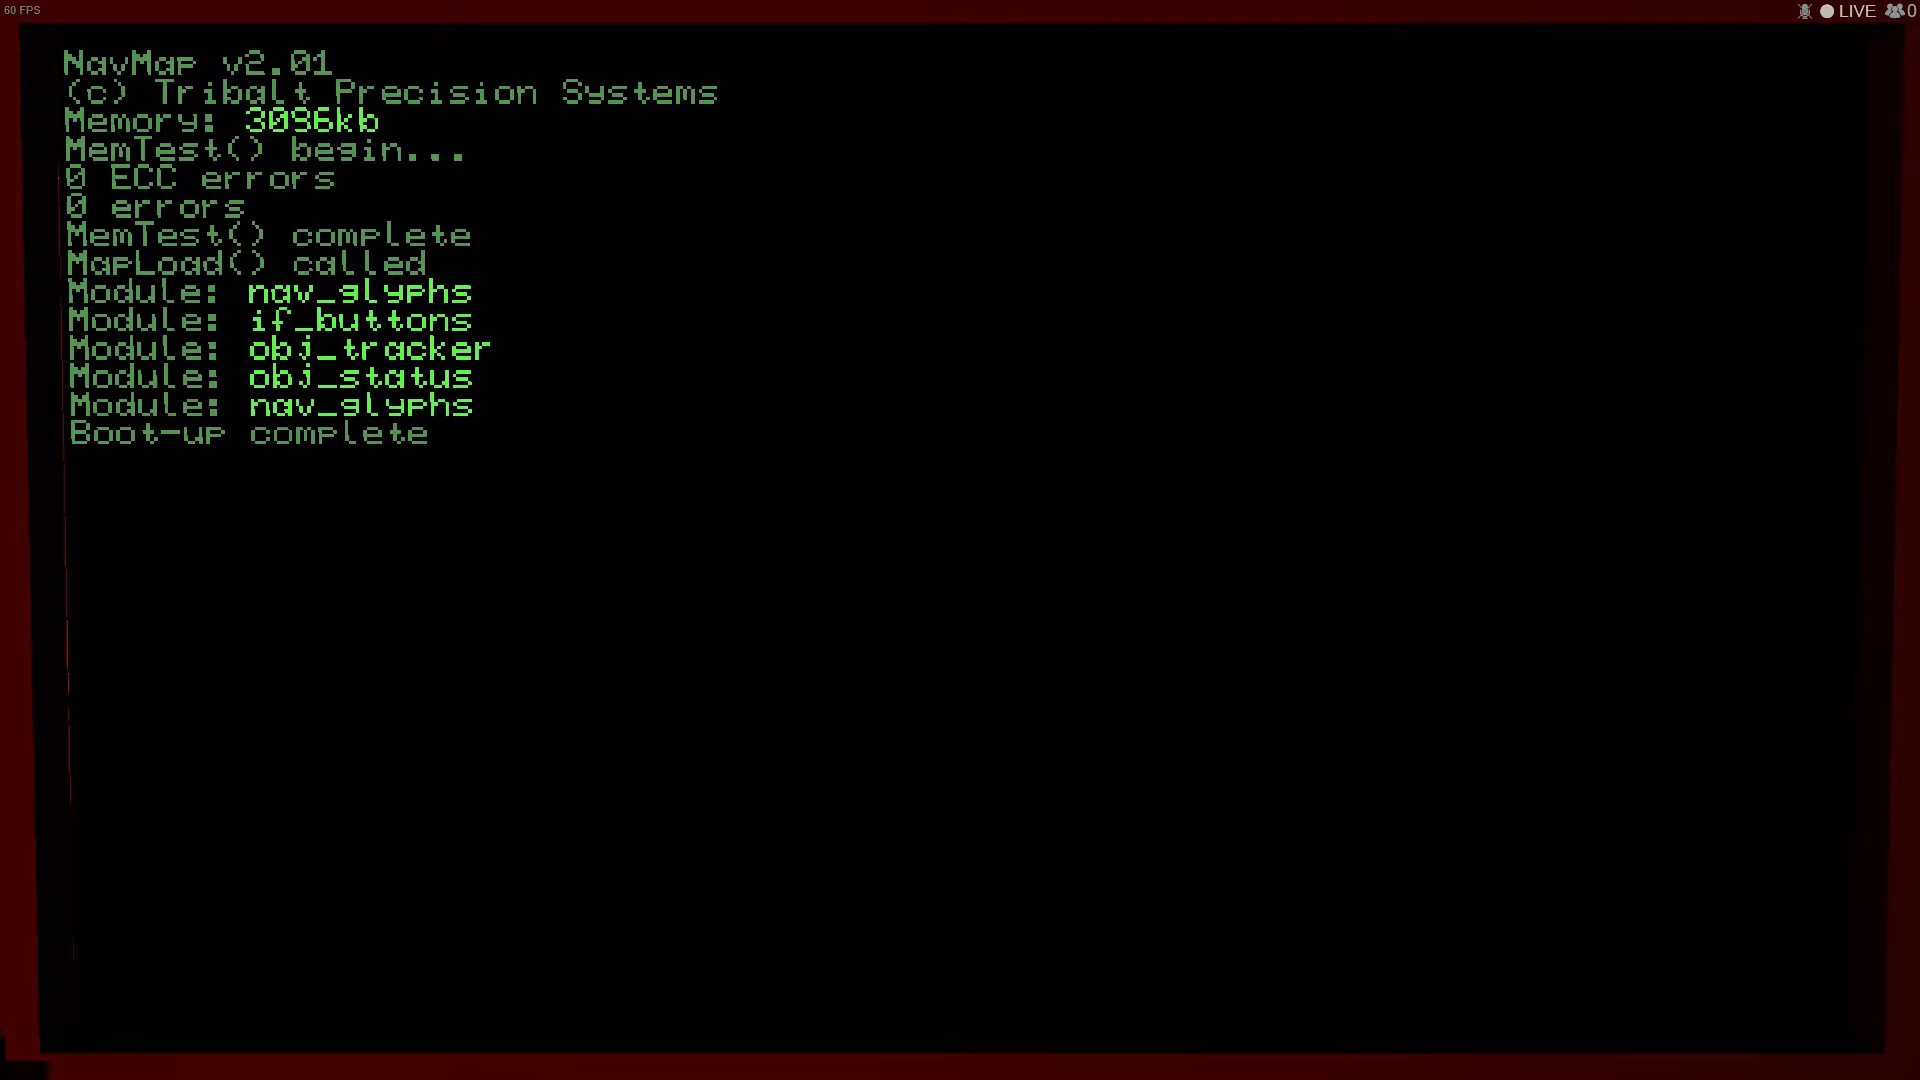 60 FPS
LIVE 0
NavMap v2.01
(c) Tribalt Precision Systems
Memory: 3096kb
MemTest() begin...
0 ECC errors
0 errors
MemTest() complete
MapLoad() called
Module: nav_glyphs
Module: if_buttons
Module: obj_tracker
Module: obj_status
Module: nav_glyphs
Boot-up complete